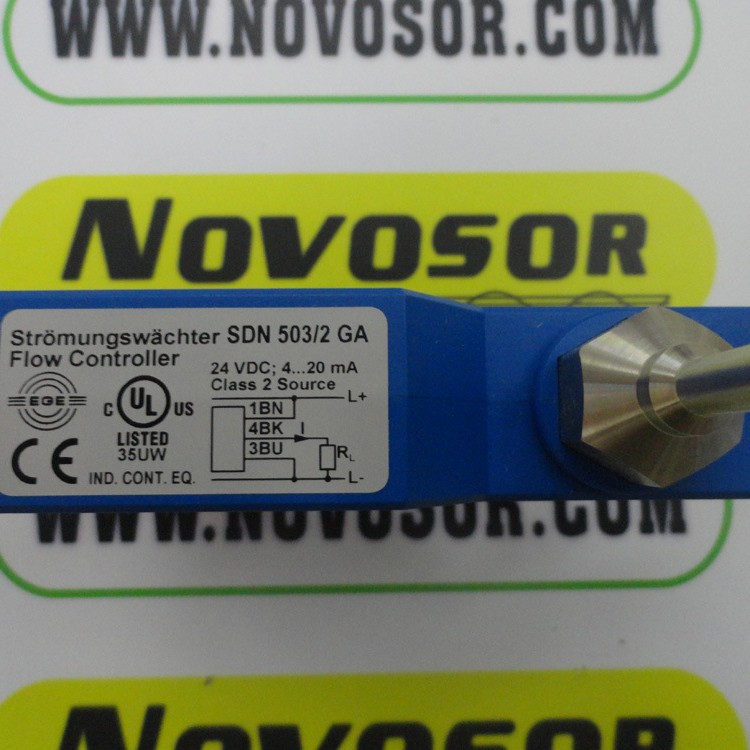 WWW.NOVOSOR.COM
NOVOSOR
Strömungswächter SDN 503/2 GA
Flow Controller
24 VDC; 4...20 mA
Class 2 Source
EGE
C UL US
LISTED
35UW
CE IND. CONT. EQ.
L+
1BN
4BK I
3BU RL
L-
WWW.NOVOSOR.COM
NOVOSOR